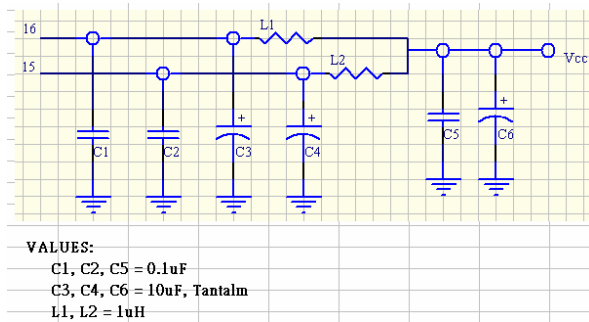 16
L1
15
L2
Vcc
+
+
+
C1
C2
C3
C4
C5
C6
VALUES:
C1, C2, C5 = 0.1uF
C3, C4, C6 = 10uF, Tantalm
L1, L2 = 1uH